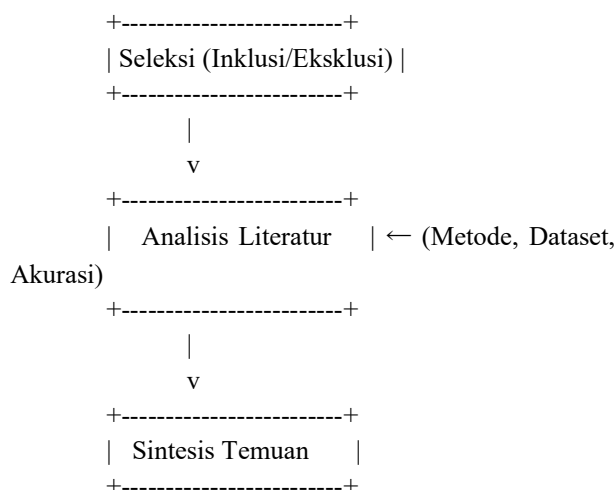 +-------------------------+
| Seleksi (Inklusi/Eksklusi) |
+-------------------------+
|
v
+-------------------------+
| Analisis Literatur | ← (Metode, Dataset,
Akurasi)
+-------------------------+
|
v
+-------------------------+
| Sintesis Temuan |
+-------------------------+